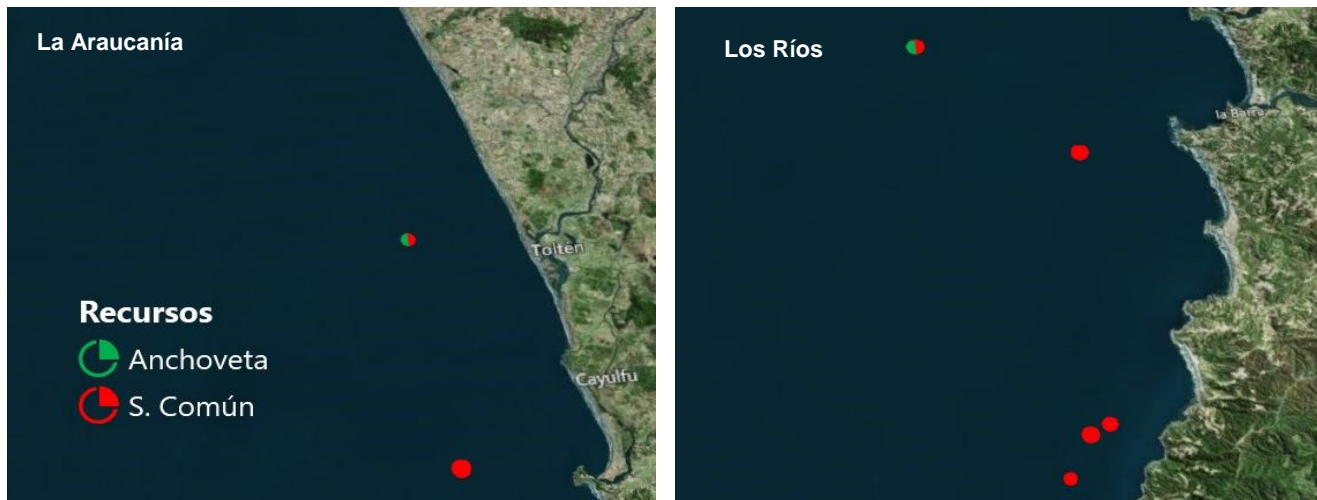 La Araucanía
Toltén
Recursos
Anchoveta
S. Común
Cayulfu
Los Ríos
la Barra